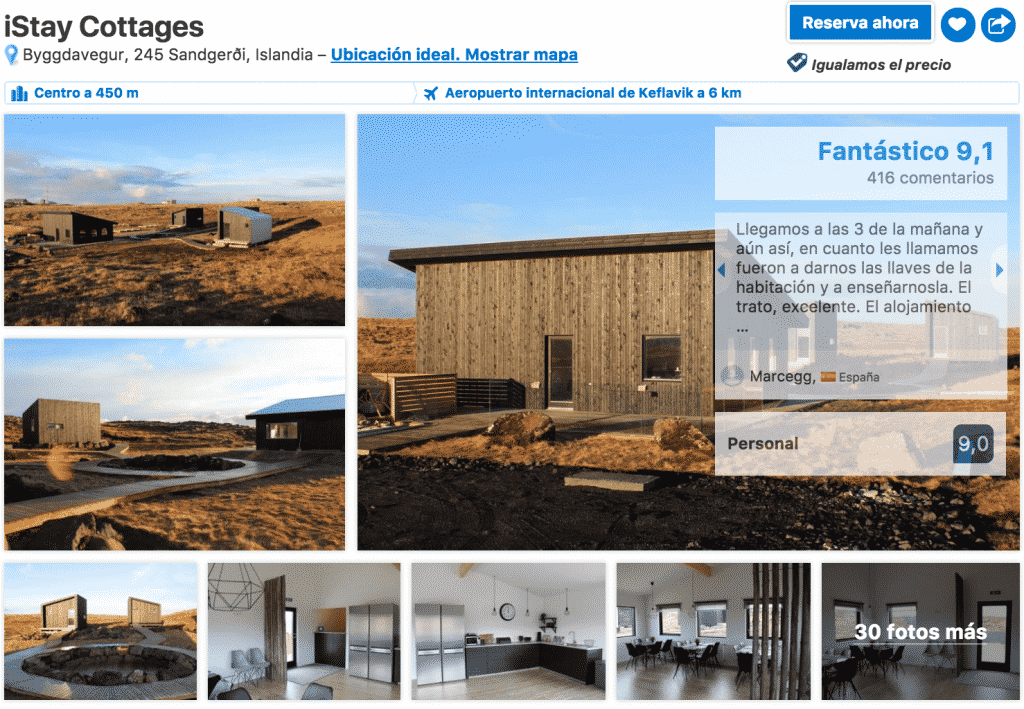 iStay Cottages
Reserva ahora
Byggdavegur, 245 Sandgerði, Islandia – Ubicación ideal. Mostrar mapa
Igualamos el precio
Centro a 450 m
Aeropuerto internacional de Keflavik a 6 km
Fantástico 9,1
416 comentarios
Llegamos a las 3 de la mañana y
aún así, en cuanto les llamamos
fueron a darnos las llaves de la
habitación y a enseñarnosla. El
trato, excelente. El alojamiento
...
Marcegg, España
Personal 9,0
30 fotos más